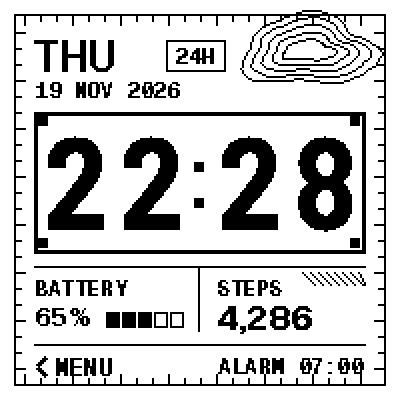 THU 24H
19 NOV 2026
22:28
BATTERY STEPS
65% 4,286
MENU ALARM 07:00